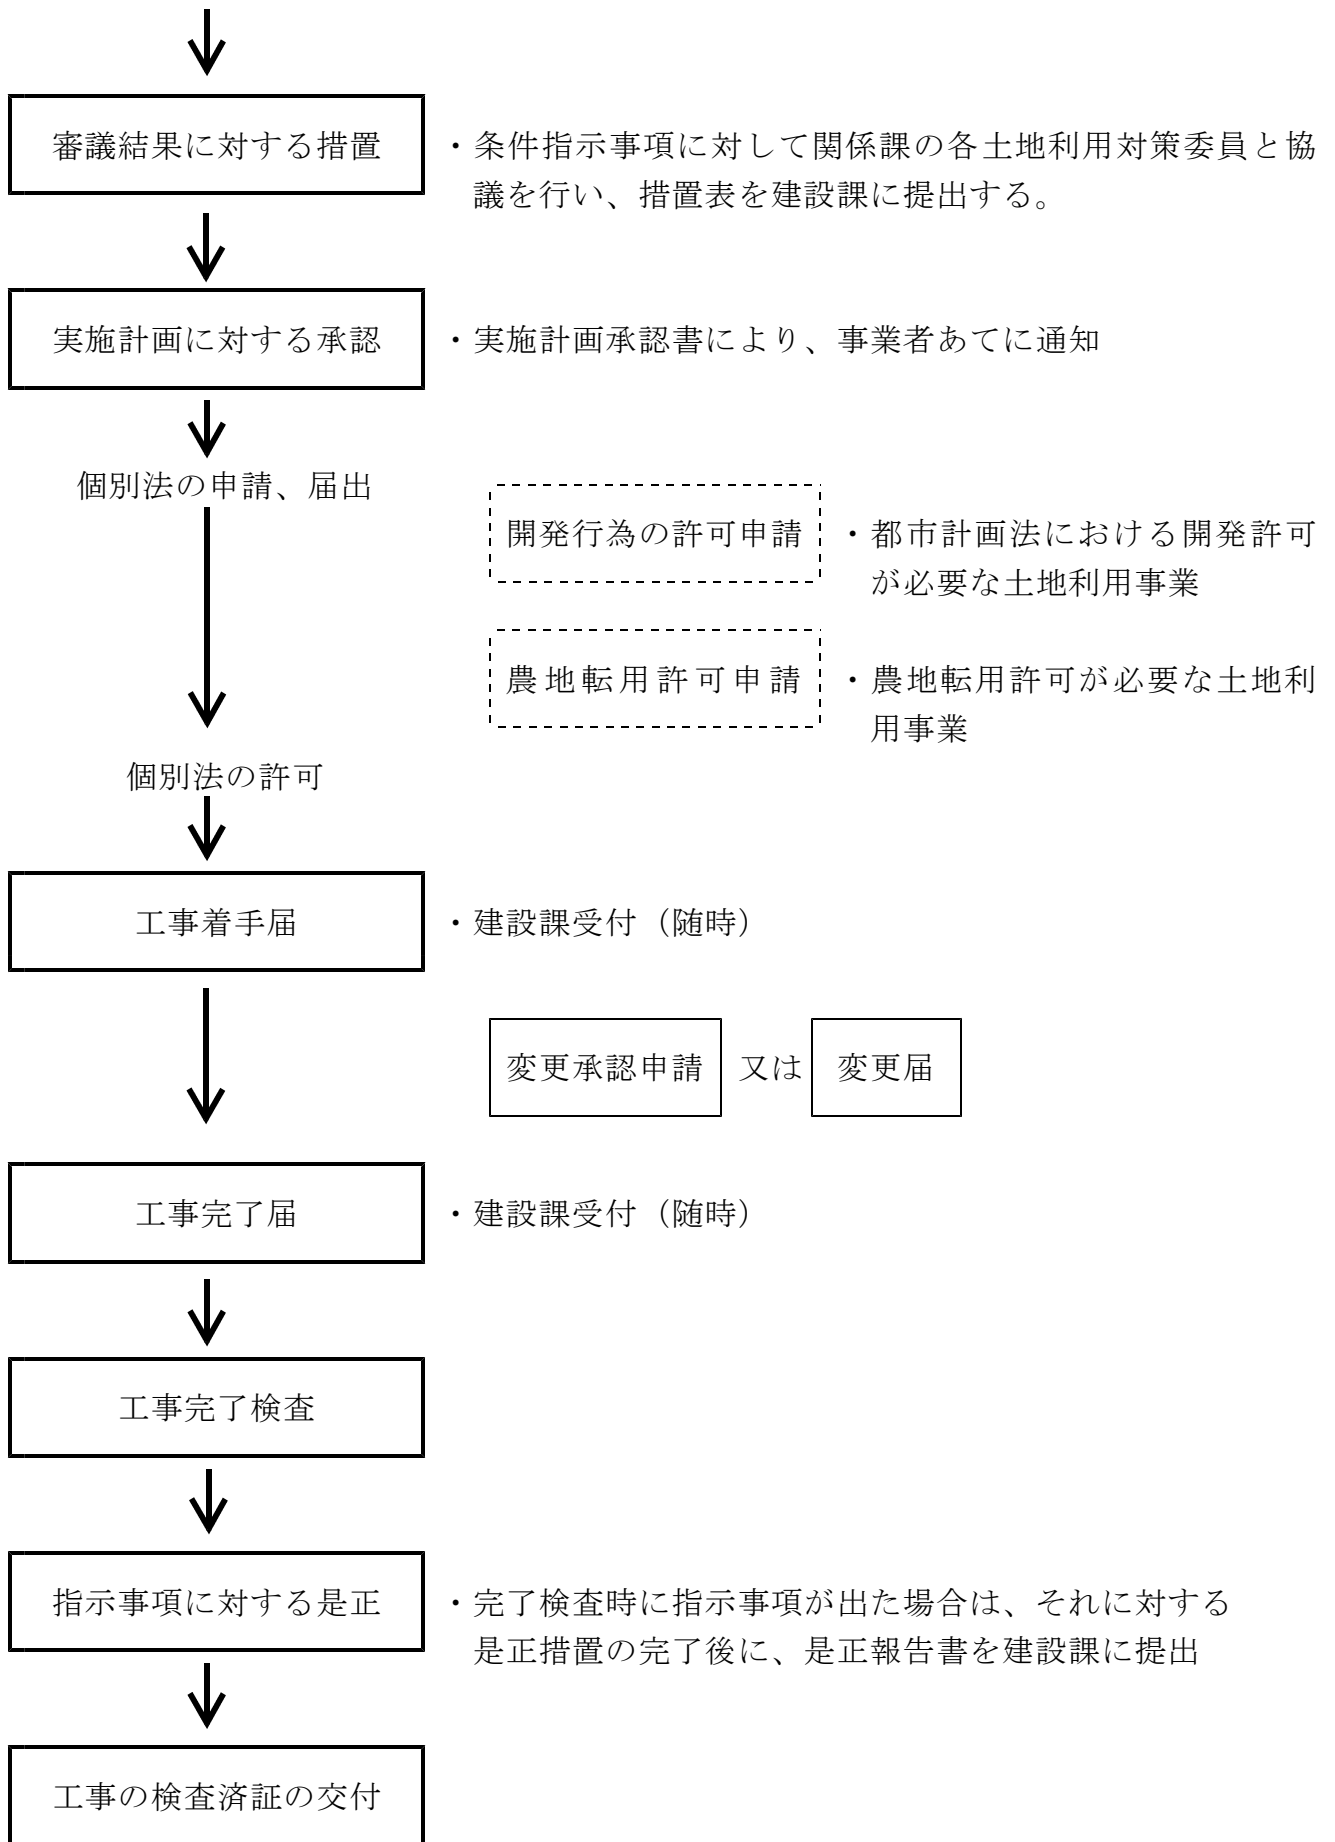 審議結果に対する措置
・条件指示事項に対して関係課の各土地利用対策委員と協
議を行い、措置表を建設課に提出する。
実施計画に対する承認
・実施計画承認書により、事業者あてに通知
個別法の申請、届出
開発行為の許可申請
・都市計画法における開発許可
が必要な土地利用事業
農地転用許可申請
・農地転用許可が必要な土地利
用事業
個別法の許可
工事着手届
・建設課受付（随時）
変更承認申請 又は 変更届
工事完了届
・建設課受付（随時）
工事完了検査
指示事項に対する是正
・完了検査時に指示事項が出た場合は、それに対する
是正措置の完了後に、是正報告書を建設課に提出
工事の検査済証の交付